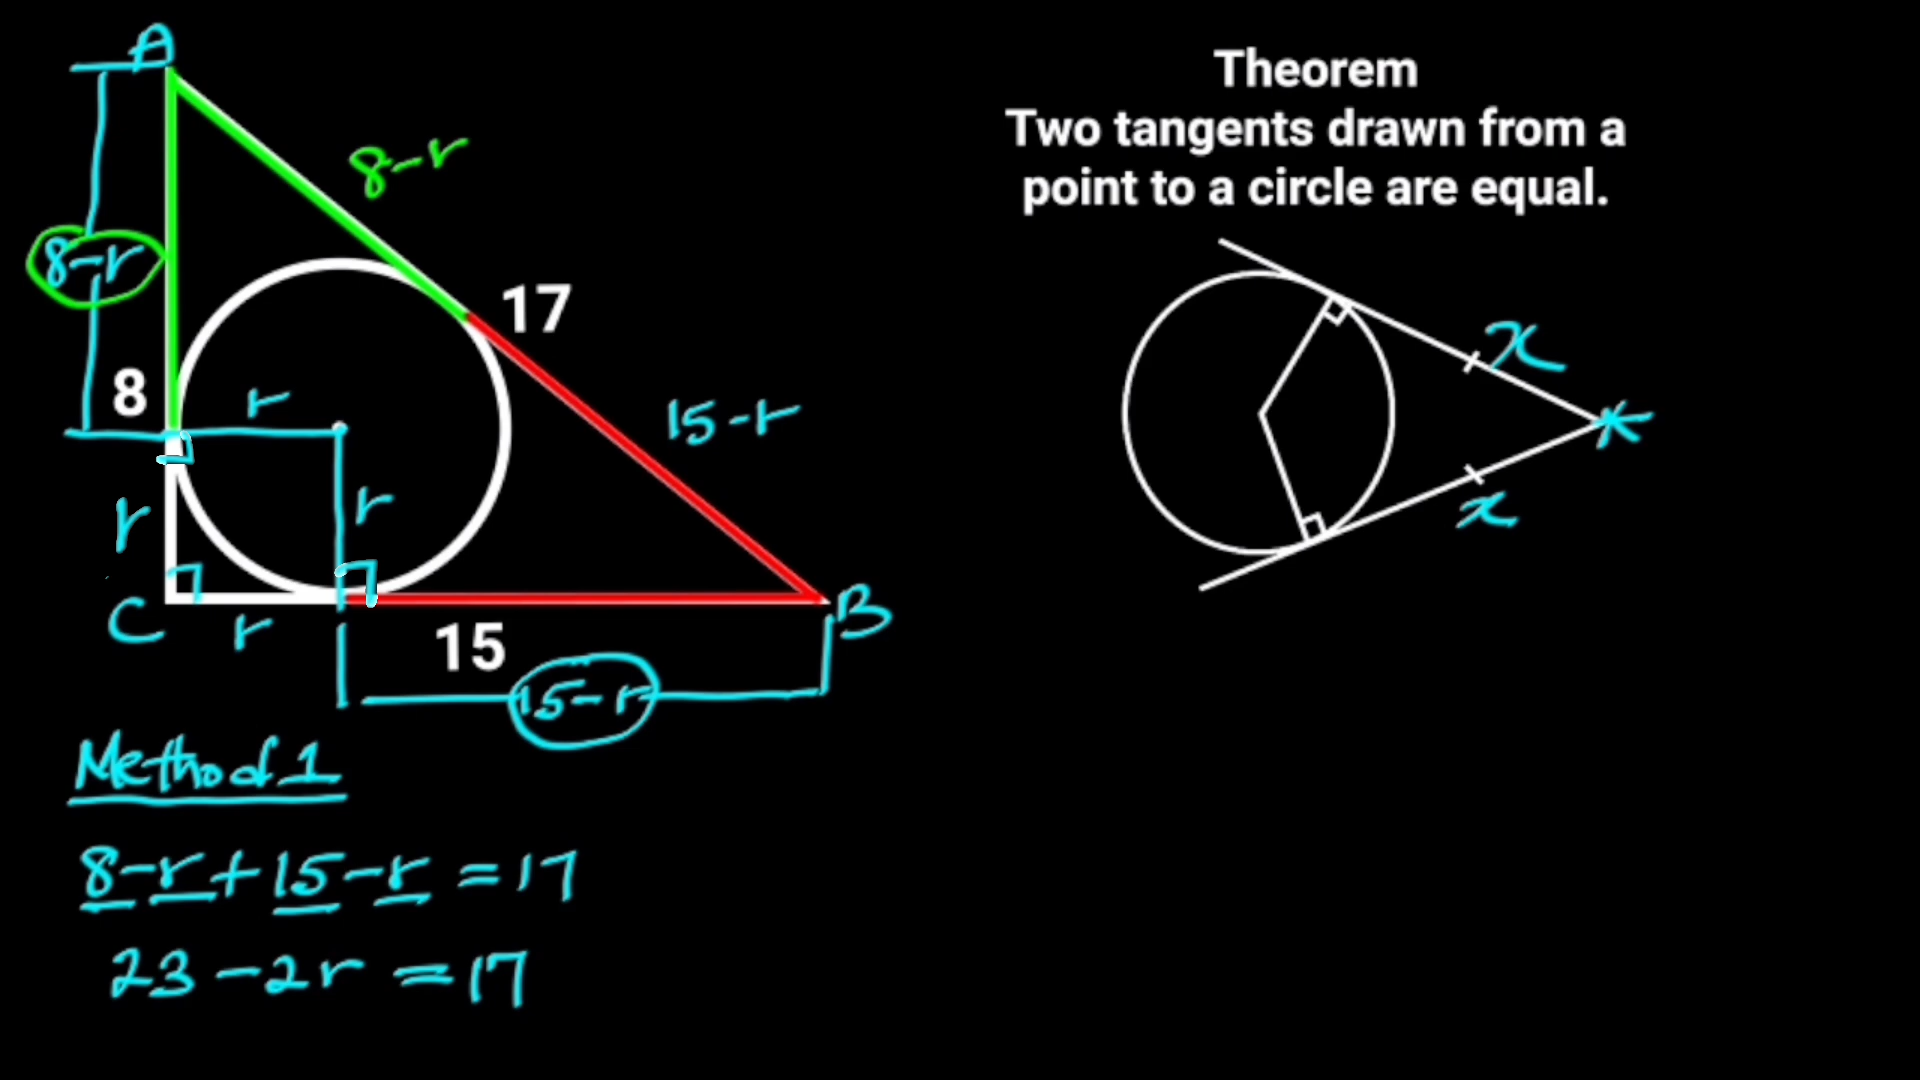 A
8-r
8-r
17
8
r
15-r
r
r
C
r
15
B
15-r
Method 1
8-r+15-r=17
23-2r=17
Theorem
Two tangents drawn from a
point to a circle are equal.
x
x